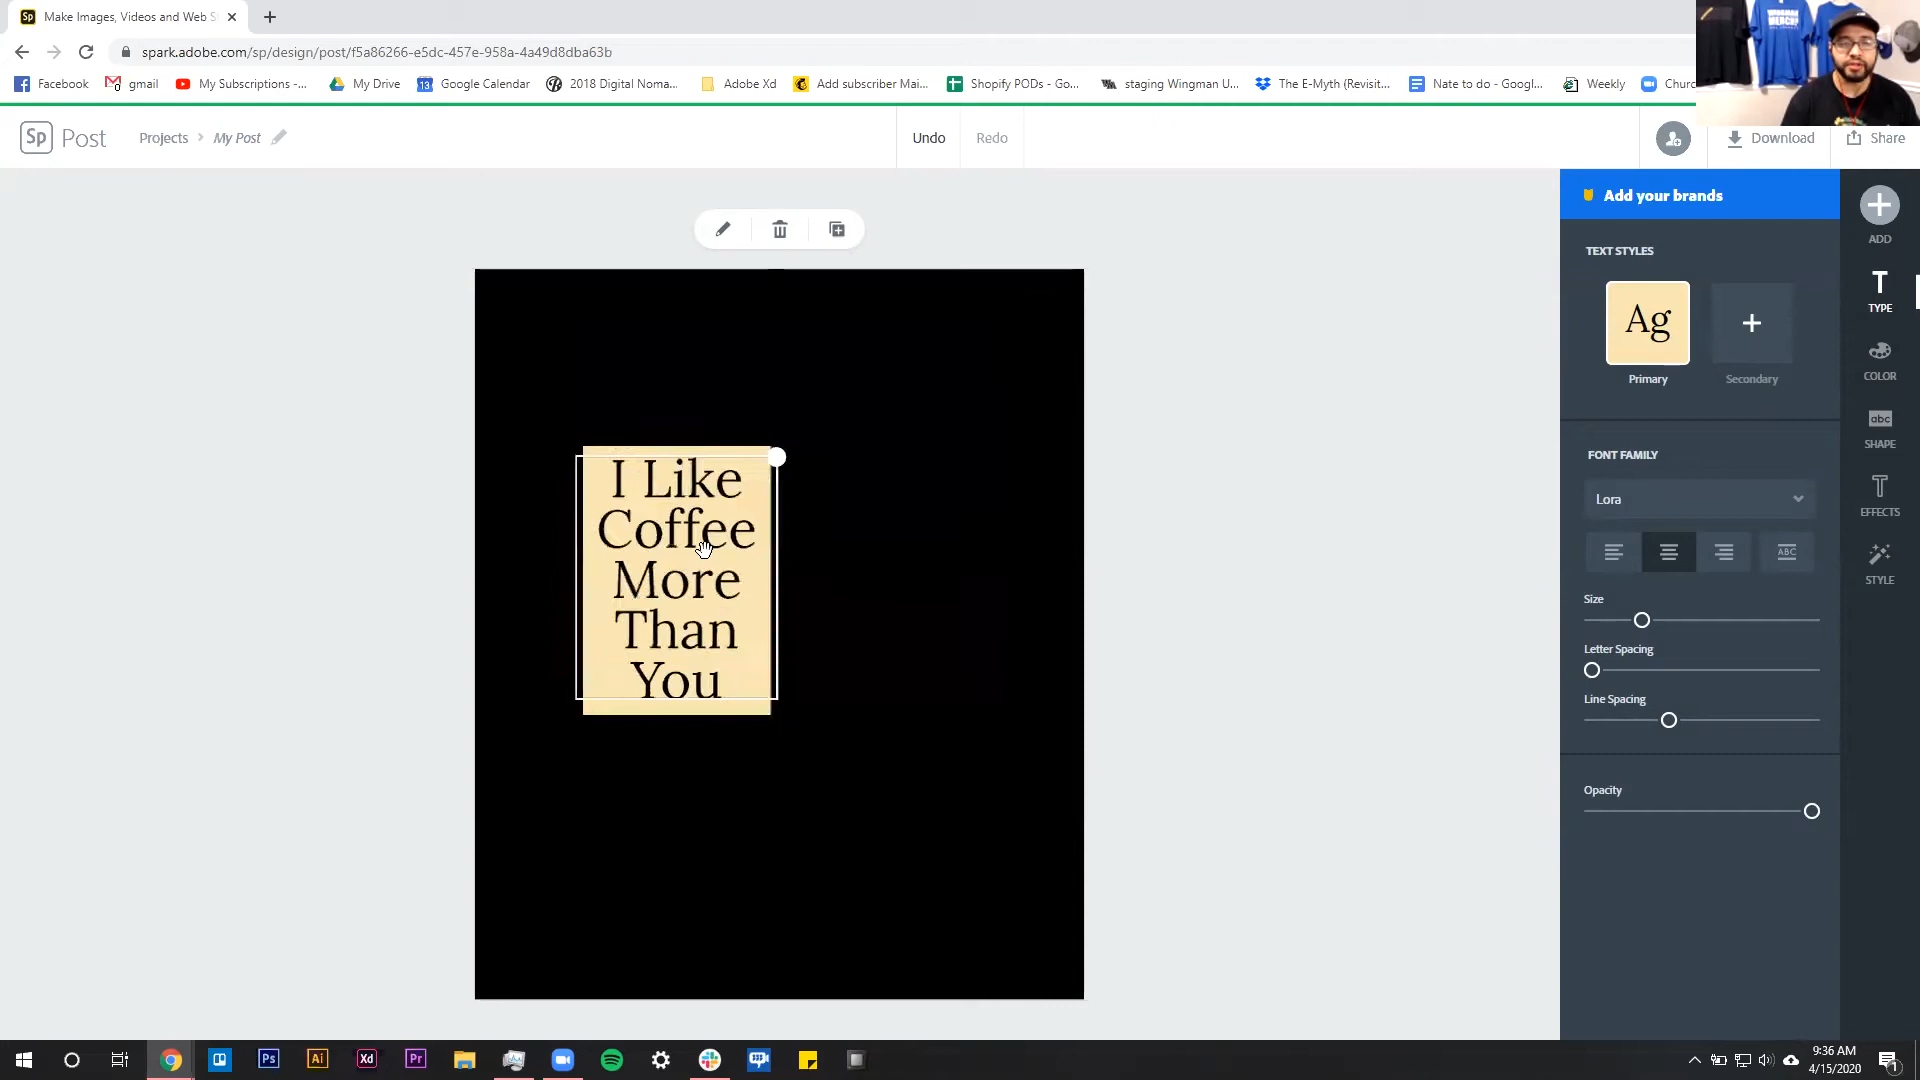 Make Images, Videos and Web S
spark.adobe.com/sp/design/post/f5a86266-e5dc-457e-958a-4a49d8dba63b
Facebook
gmail
My Subscriptions -...
My Drive
Google Calendar
2018 Digital Noma...
Adobe Xd
Add subscriber Mai...
Shopify PODs - Go...
staging Wingman U...
The E-Myth (Revisit...
Nate to do - Googl...
Weekly
Churc
Sp Post
Projects > My Post
Undo
Redo
Download
Share
I Like
Coffee
More
Than
You
Add your brands
TEXT STYLES
Ag
Primary
Secondary
FONT FAMILY
Lora
ABC
Size
Letter Spacing
Line Spacing
Opacity
ADD
TYPE
COLOR
abc
SHAPE
EFFECTS
STYLE
9:36 AM
4/15/2020